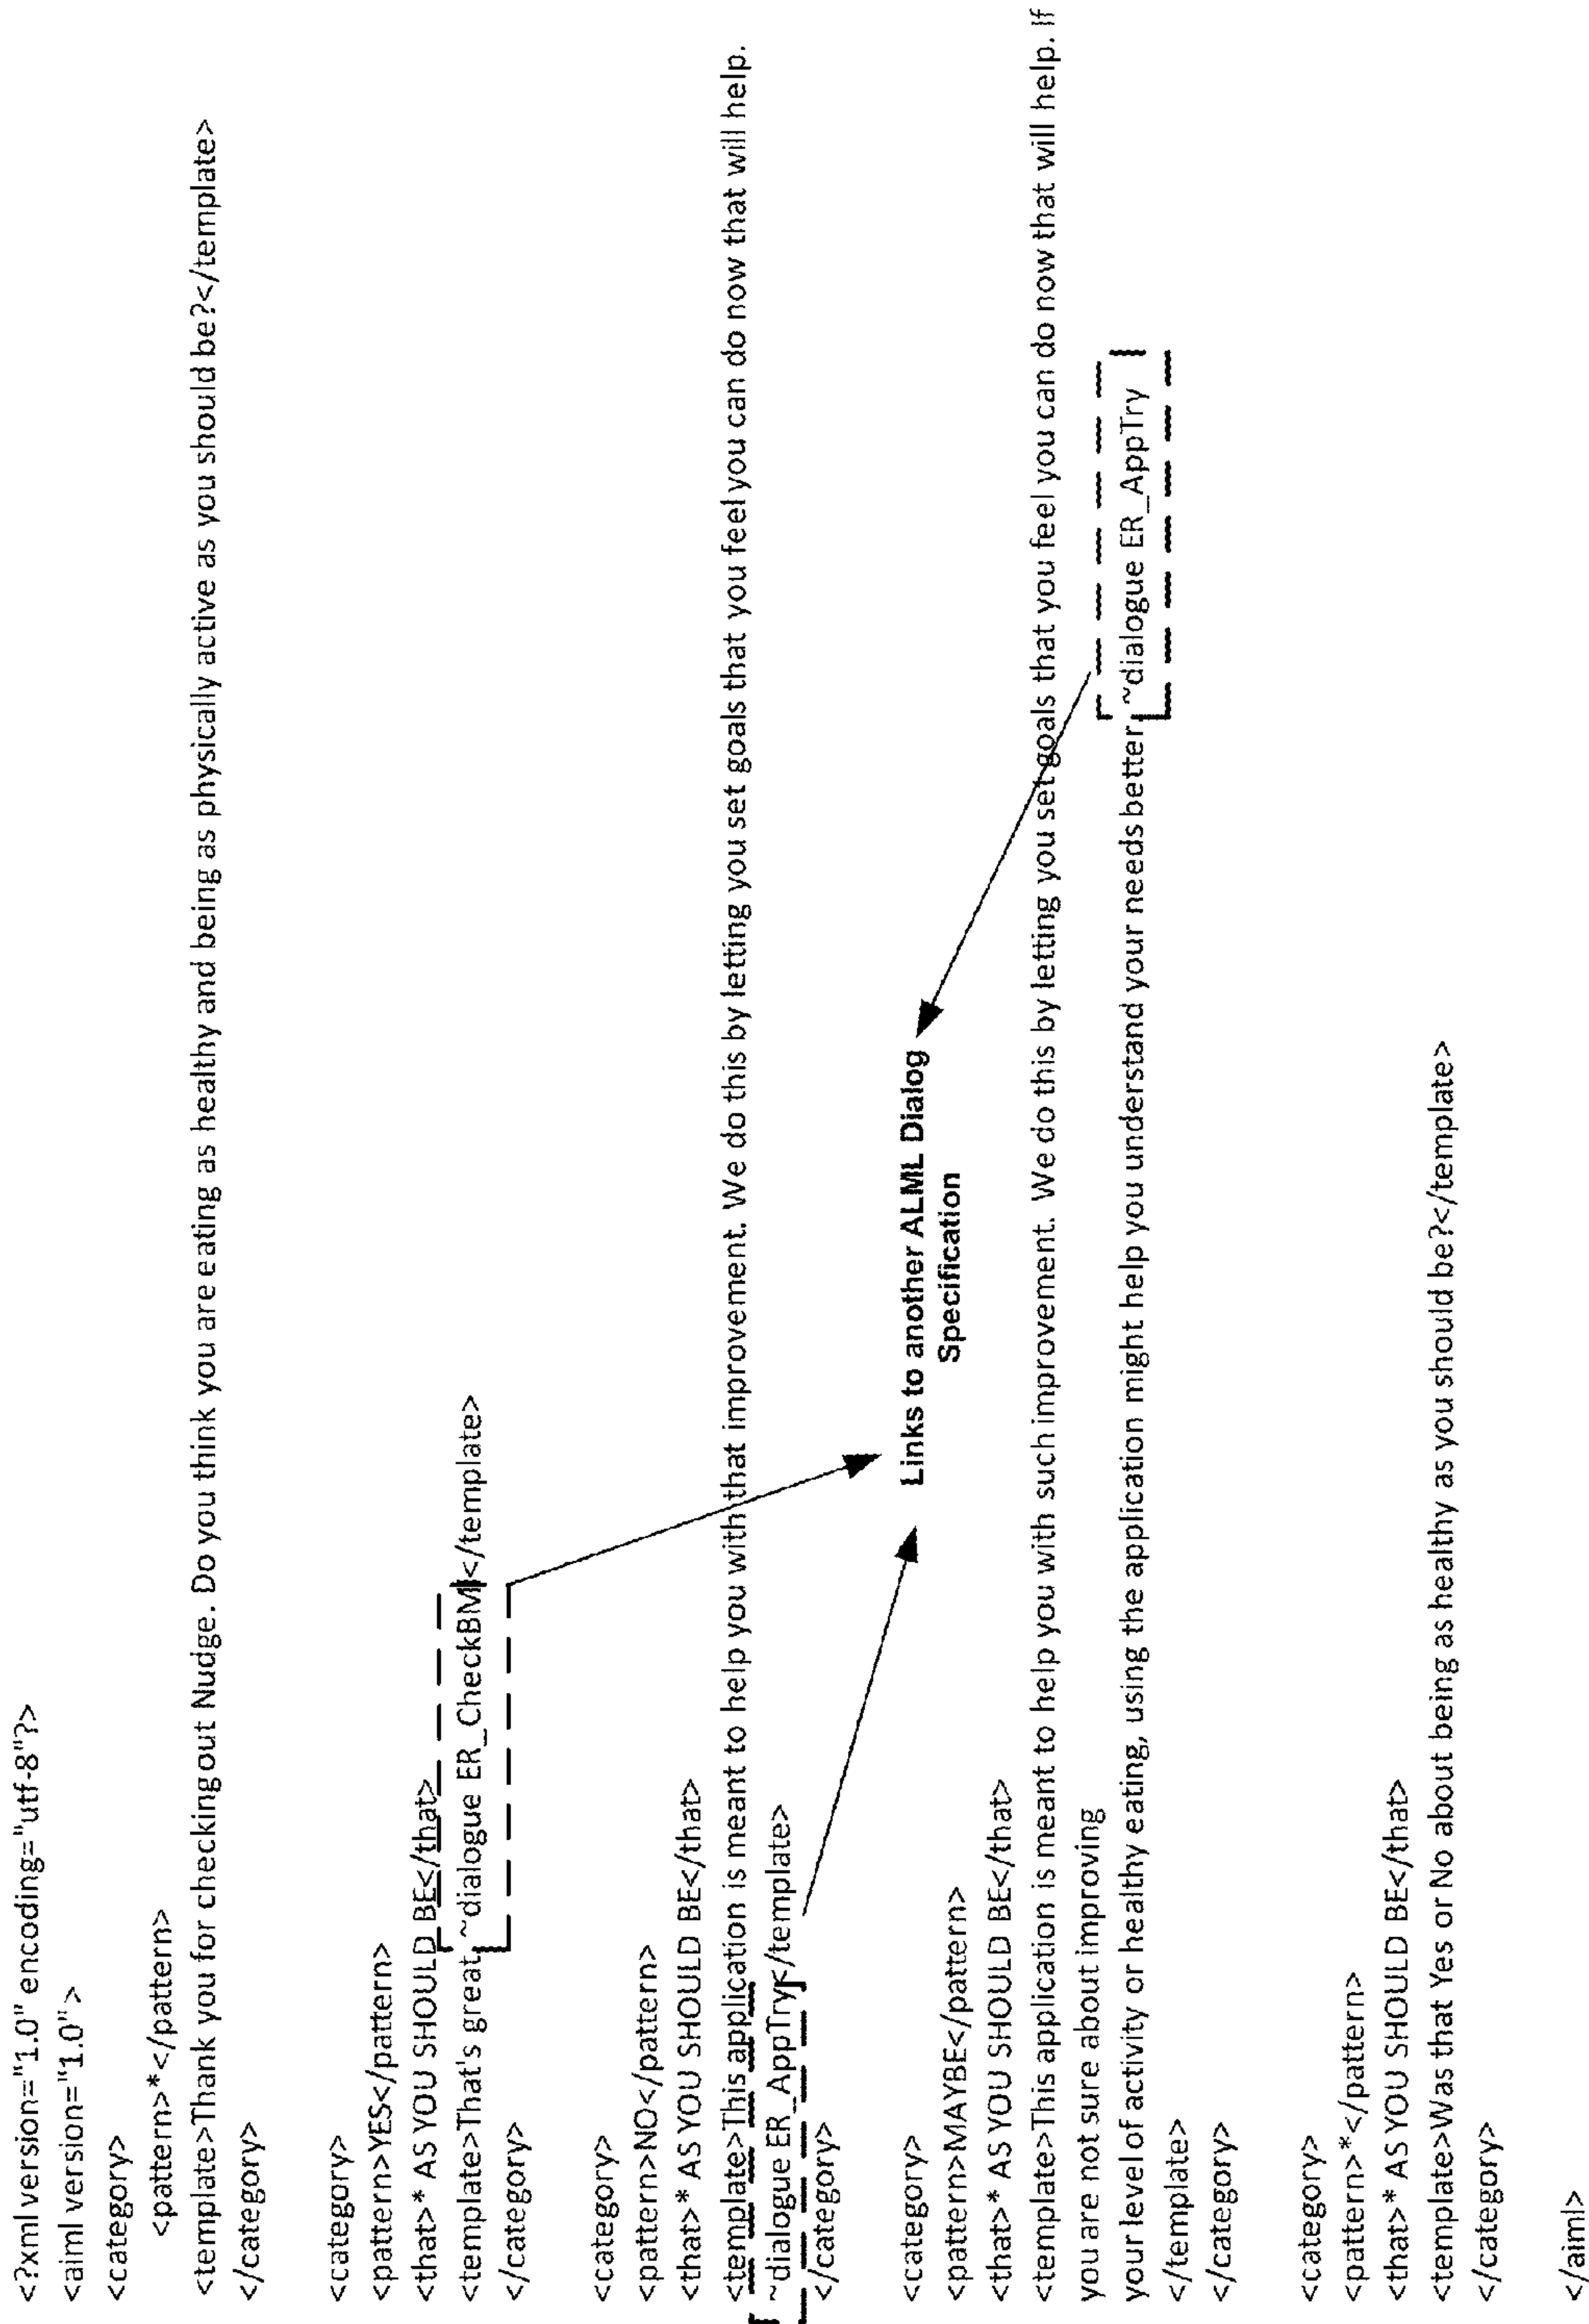 <?xml version="1.0" encoding="utf-8"?>
<aiml version="1.0">
<category>
<pattern>*</pattern>
<template>Thank you for checking out Nudge. Do you think you are eating as healthy and being as physically active as you should be?</template>
</category>
<category>
<pattern>YES</pattern>
<that>* AS YOU SHOULD BE</that>
<template>That's great. ~dialogue ER_CheckBMI</template>
</category>
<category>
<pattern>NO</pattern>
<that>* AS YOU SHOULD BE</that>
<template>This application is meant to help you with that improvement. We do this by letting you set goals that you feel you can do now that will help.
~dialogue ER_AppTry</template>
</category>
Links to another ALML Dialog
Specification
<category>
<pattern>MAYBE</pattern>
<that>* AS YOU SHOULD BE</that>
<template>This application is meant to help you with such improvement. We do this by letting you set goals that you feel you can do now that will help. If
you are not sure about improving
your level of activity or healthy eating, using the application might help you understand your needs better. ~dialogue ER_AppTry
</template>
</category>
<category>
<pattern>*</pattern>
<that>* AS YOU SHOULD BE</that>
<template>Was that Yes or No about being as healthy as you should be?</template>
</category>
</aiml>